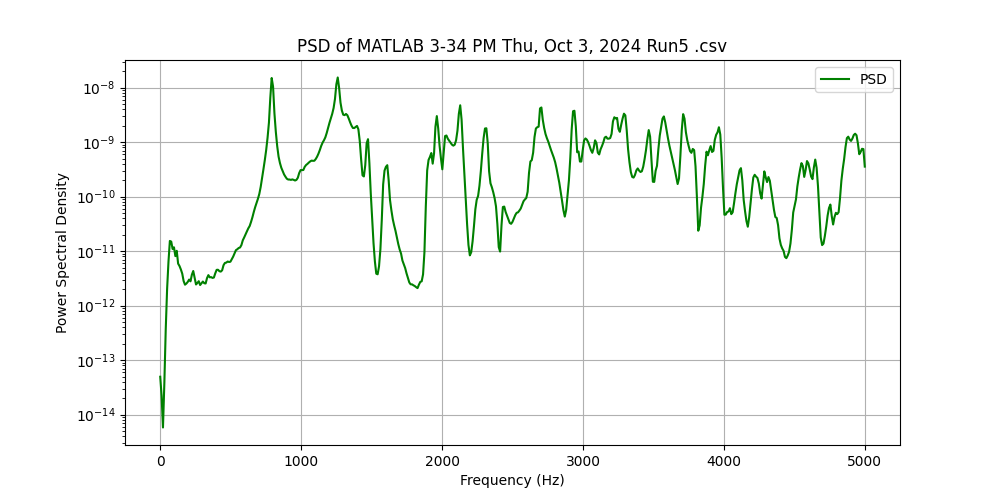 PSD of MATLAB 3-34 PM Thu, Oct 3, 2024 Run5 .csv
PSD
Power Spectral Density
10⁻⁸
10⁻⁹
10⁻¹⁰
10⁻¹¹
10⁻¹²
10⁻¹³
10⁻¹⁴
0 1000 2000 3000 4000 5000
Frequency (Hz)